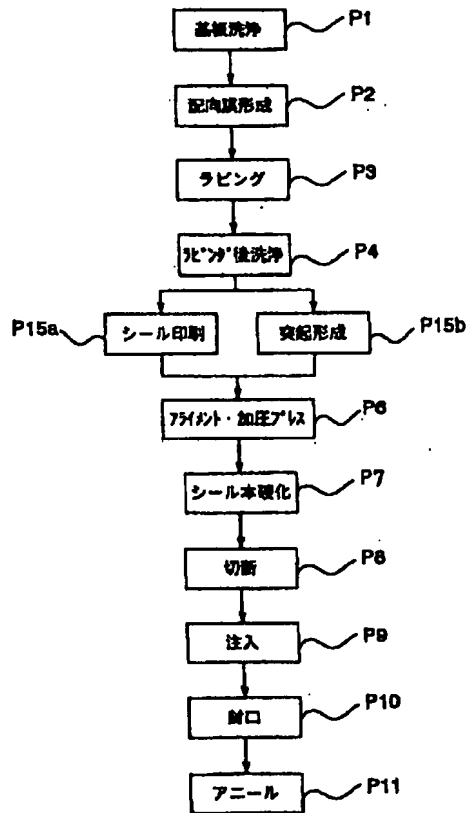 基板洗浄 P1
配向膜形成 P2
ラビング P3
ﾗﾋﾞﾝｸﾞ後洗浄 P4
P15a シール印刷 突起形成 P15b
ｱﾗｲﾒﾝﾄ・加圧ﾌﾟﾚｽ P6
シール本硬化 P7
切断 P8
注入 P9
封口 P10
アニール P11